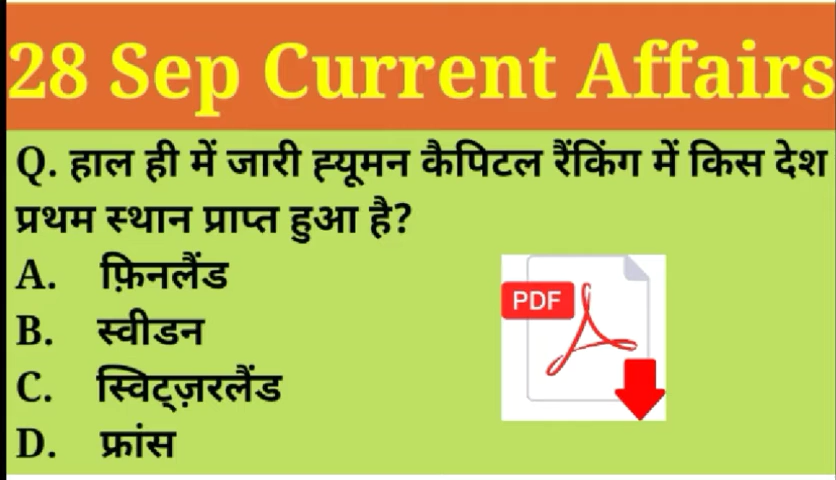 28 Sep Current Affairs
Q. हाल ही में जारी ह्यूमन कैपिटल रैंकिंग में किस देश
प्रथम स्थान प्राप्त हुआ है?
A. फ़िनलैंड
B. स्वीडन
C. स्विट्ज़रलैंड
D. फ्रांस
PDF